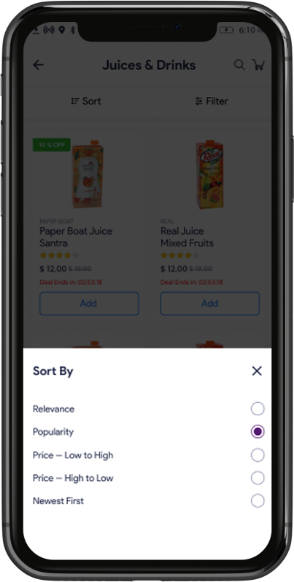 6:10
Juices & Drinks
Sort
Filter
12 % OFF
PAPER BOAT
REAL
Paper Boat Juice
Santra
Real Juice
Mixed Fruits
$ 12.00 $ 18.00
$ 12.00 $ 18.00
Deal Ends in: 02:53:18
Deal Ends in: 02:53:18
Add
Add
Sort By
Relevance
Popularity
Price – Low to High
Price – High to Low
Newest First